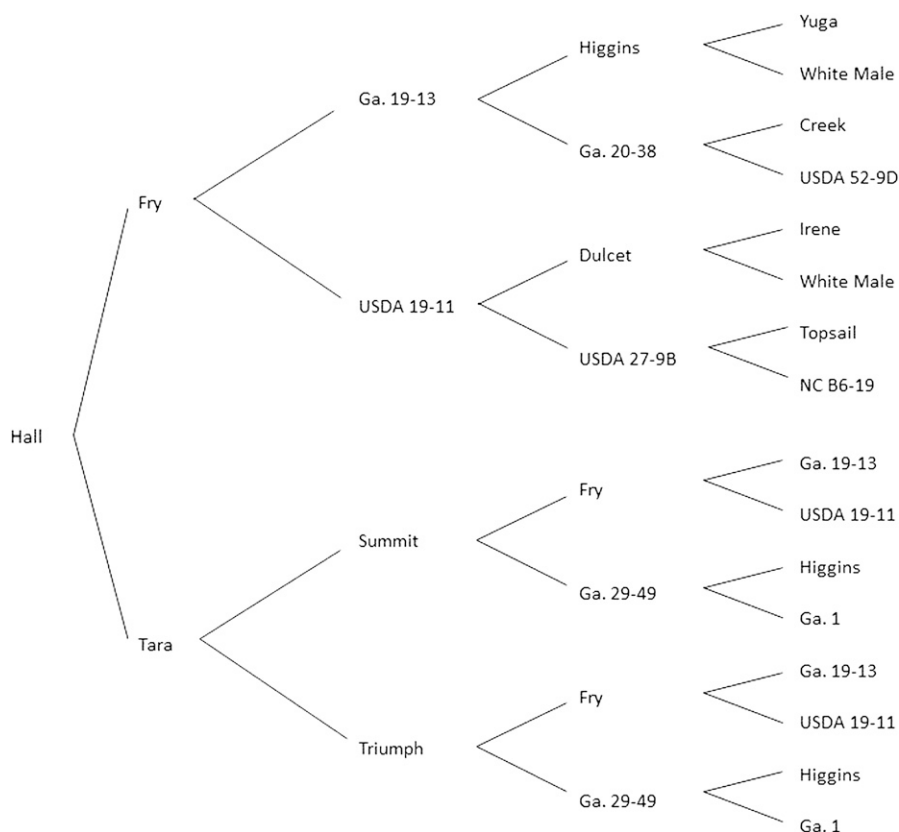 Yuga
Higgins
White Male
Ga. 19-13
Creek
Ga. 20-38
USDA 52-9D
Fry
Irene
Dulcet
White Male
USDA 19-11
Topsail
USDA 27-9B
NC B6-19
Hall
Ga. 19-13
Fry
USDA 19-11
Summit
Higgins
Ga. 29-49
Ga. 1
Tara
Ga. 19-13
Fry
USDA 19-11
Triumph
Higgins
Ga. 29-49
Ga. 1